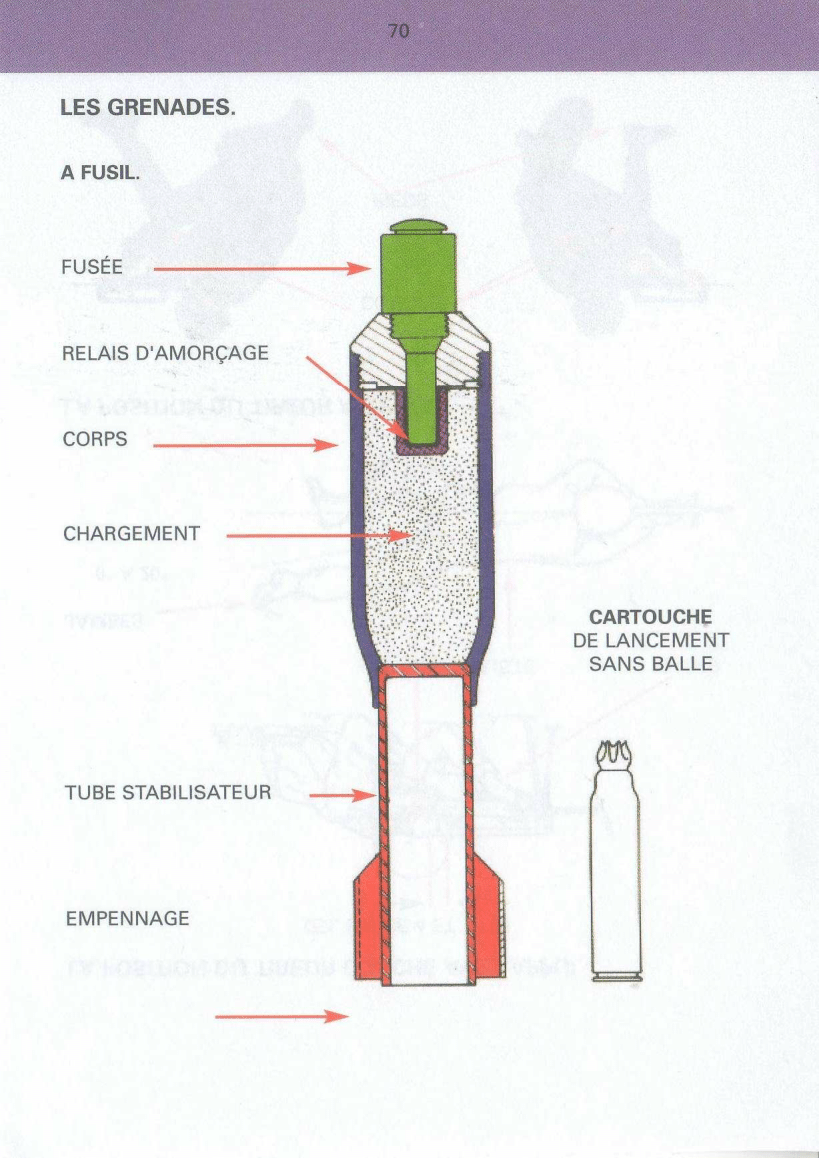 70
LES GRENADES.
A FUSIL.
FUSÉE
RELAIS D'AMORÇAGE
CORPS
CHARGEMENT
CARTOUCHE
DE LANCEMENT
SANS BALLE
TUBE STABILISATEUR
EMPENNAGE